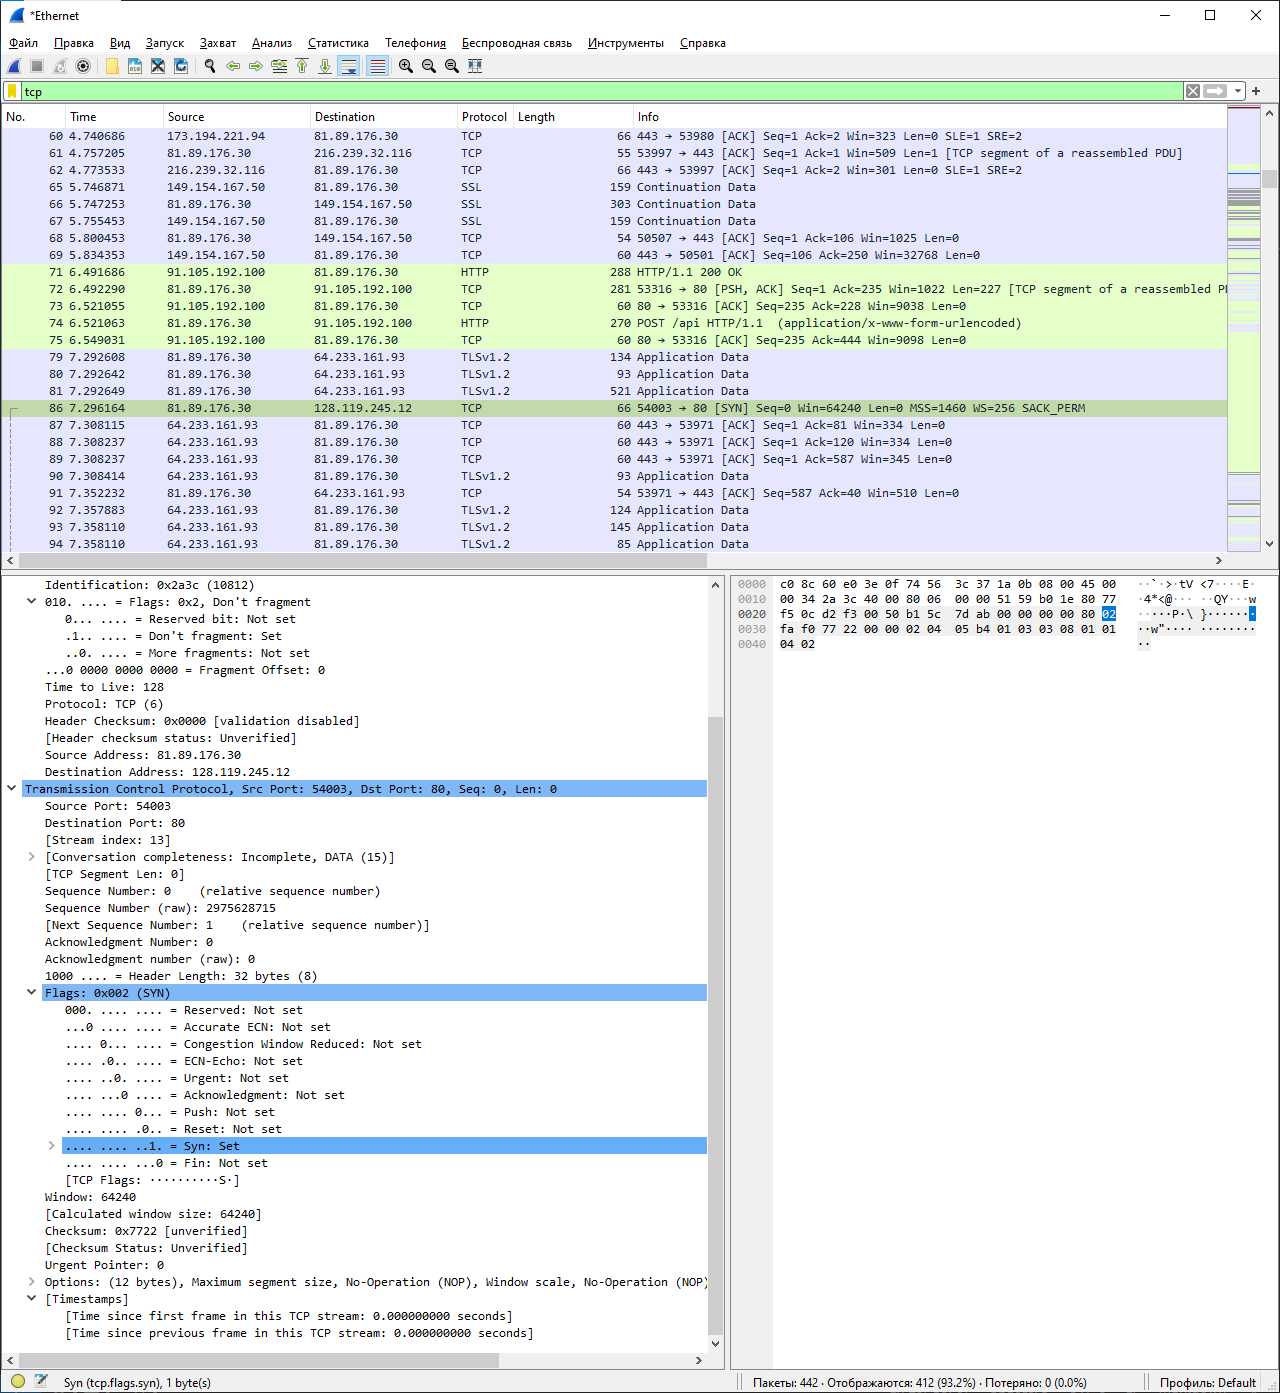 *Ethernet
Файл Правка Вид Запуск Захват Анализ Статистика Телефония Беспроводная связь Инструменты Справка
tcp
No. Time Source Destination Protocol Length Info
60 4.740686 173.194.221.94 81.89.176.30 TCP 66 443 → 53980 [ACK] Seq=1 Ack=2 Win=323 Len=0 SLE=1 SRE=2
61 4.757205 81.89.176.30 216.239.32.116 TCP 55 53997 → 443 [ACK] Seq=1 Ack=1 Win=509 Len=1 [TCP segment of a reassembled PDU]
62 4.773533 216.239.32.116 81.89.176.30 TCP 66 443 → 53997 [ACK] Seq=1 Ack=2 Win=301 Len=0 SLE=1 SRE=2
65 5.746871 149.154.167.50 81.89.176.30 SSL 159 Continuation Data
66 5.747253 81.89.176.30 149.154.167.50 SSL 303 Continuation Data
67 5.755453 149.154.167.50 81.89.176.30 SSL 159 Continuation Data
68 5.800453 81.89.176.30 149.154.167.50 TCP 54 50507 → 443 [ACK] Seq=1 Ack=106 Win=1025 Len=0
69 5.834353 149.154.167.50 81.89.176.30 TCP 60 443 → 50501 [ACK] Seq=106 Ack=250 Win=32768 Len=0
71 6.491686 91.105.192.100 81.89.176.30 HTTP 288 HTTP/1.1 200 OK
72 6.492290 81.89.176.30 91.105.192.100 TCP 281 53316 → 80 [PSH, ACK] Seq=1 Ack=235 Win=1022 Len=227 [TCP segment of a reassembled P
73 6.521055 91.105.192.100 81.89.176.30 TCP 60 80 → 53316 [ACK] Seq=235 Ack=228 Win=9038 Len=0
74 6.521063 81.89.176.30 91.105.192.100 HTTP 270 POST /api HTTP/1.1 (application/x-www-form-urlencoded)
75 6.549031 91.105.192.100 81.89.176.30 TCP 60 80 → 53316 [ACK] Seq=235 Ack=444 Win=9098 Len=0
79 7.292608 81.89.176.30 64.233.161.93 TLSv1.2 134 Application Data
80 7.292642 81.89.176.30 64.233.161.93 TLSv1.2 93 Application Data
81 7.292649 81.89.176.30 64.233.161.93 TLSv1.2 521 Application Data
86 7.296164 81.89.176.30 128.119.245.12 TCP 66 54003 → 80 [SYN] Seq=0 Win=64240 Len=0 MSS=1460 WS=256 SACK_PERM
87 7.308115 64.233.161.93 81.89.176.30 TCP 60 443 → 53971 [ACK] Seq=1 Ack=81 Win=334 Len=0
88 7.308237 64.233.161.93 81.89.176.30 TCP 60 443 → 53971 [ACK] Seq=1 Ack=120 Win=334 Len=0
89 7.308237 64.233.161.93 81.89.176.30 TCP 60 443 → 53971 [ACK] Seq=1 Ack=587 Win=345 Len=0
90 7.308414 64.233.161.93 81.89.176.30 TLSv1.2 93 Application Data
91 7.352232 81.89.176.30 64.233.161.93 TCP 54 53971 → 443 [ACK] Seq=587 Ack=40 Win=510 Len=0
92 7.357883 64.233.161.93 81.89.176.30 TLSv1.2 124 Application Data
93 7.358110 64.233.161.93 81.89.176.30 TLSv1.2 145 Application Data
94 7.358110 64.233.161.93 81.89.176.30 TLSv1.2 85 Application Data
Identification: 0x2a3c (10812)
010. .... = Flags: 0x2, Don't fragment
0... .... = Reserved bit: Not set
.1.. .... = Don't fragment: Set
..0. .... = More fragments: Not set
...0 0000 0000 0000 = Fragment Offset: 0
Time to Live: 128
Protocol: TCP (6)
Header Checksum: 0x0000 [validation disabled]
[Header checksum status: Unverified]
Source Address: 81.89.176.30
Destination Address: 128.119.245.12
Transmission Control Protocol, Src Port: 54003, Dst Port: 80, Seq: 0, Len: 0
Source Port: 54003
Destination Port: 80
[Stream index: 13]
[Conversation completeness: Incomplete, DATA (15)]
[TCP Segment Len: 0]
Sequence Number: 0 (relative sequence number)
Sequence Number (raw): 2975628715
[Next Sequence Number: 1 (relative sequence number)]
Acknowledgment Number: 0
Acknowledgment number (raw): 0
1000 .... = Header Length: 32 bytes (8)
Flags: 0x002 (SYN)
000. .... .... = Reserved: Not set
...0 .... .... = Accurate ECN: Not set
.... 0... .... = Congestion Window Reduced: Not set
.... .0.. .... = ECN-Echo: Not set
.... ..0. .... = Urgent: Not set
.... ...0 .... = Acknowledgment: Not set
.... .... 0... = Push: Not set
.... .... .0.. = Reset: Not set
.... .... ..1. = Syn: Set
.... .... ...0 = Fin: Not set
[TCP Flags: ··········S·]
Window: 64240
[Calculated window size: 64240]
Checksum: 0x7722 [unverified]
[Checksum Status: Unverified]
Urgent Pointer: 0
Options: (12 bytes), Maximum segment size, No-Operation (NOP), Window scale, No-Operation (NOP)
[Timestamps]
[Time since first frame in this TCP stream: 0.000000000 seconds]
[Time since previous frame in this TCP stream: 0.000000000 seconds]
0000 c0 8c 60 e0 3e 0f 74 56 3c 37 1a 0b 08 00 45 00 ··`·>·tV <7····E·
0010 00 34 2a 3c 40 00 80 06 00 00 51 59 b0 1e 80 77 ·4*<@··· ··QY···w
0020 f5 0c d2 f3 00 50 b1 5c 7d ab 00 00 00 00 80 02 ·····P·\ }·······
0030 fa f0 77 22 00 00 02 04 05 b4 01 03 03 08 01 01 ··w"···· ········
0040 04 02 ··
Syn (tcp.flags.syn), 1 byte(s) Пакеты: 442 · Отображаются: 412 (93.2%) · Потеряно: 0 (0.0%) Профиль: Default